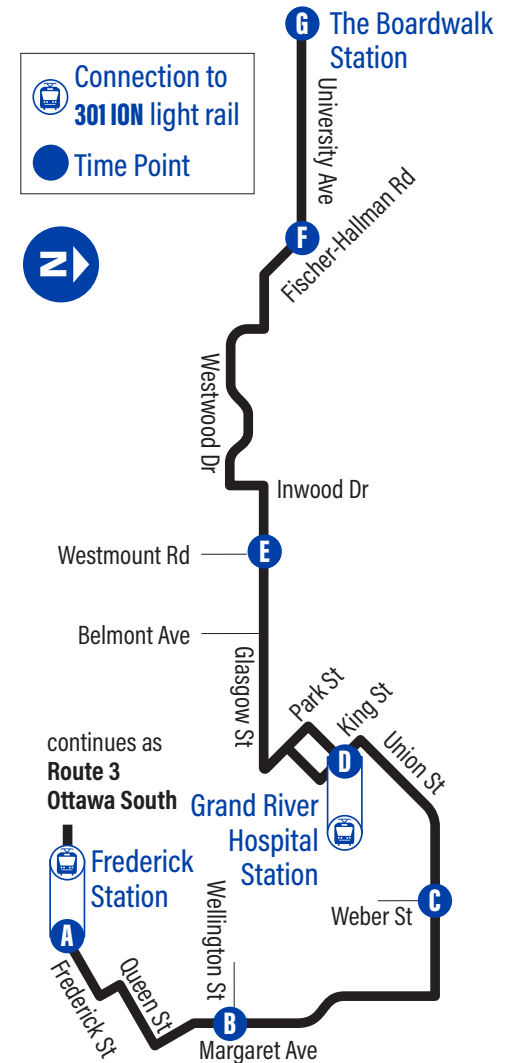 G
The Boardwalk
Station
Connection to
301 ION light rail
Time Point
University Ave
F
Fischer-Hallman Rd
N
Westwood Dr
Inwood Dr
E
Westmount Rd
Belmont Ave
Glasgow St
Park St
King St
Union St
D
continues as
Route 3
Ottawa South
Grand River
Hospital
Station
Frederick
Station
A
Wellington St
Weber St
C
Frederick St
Queen St
B
Margaret Ave